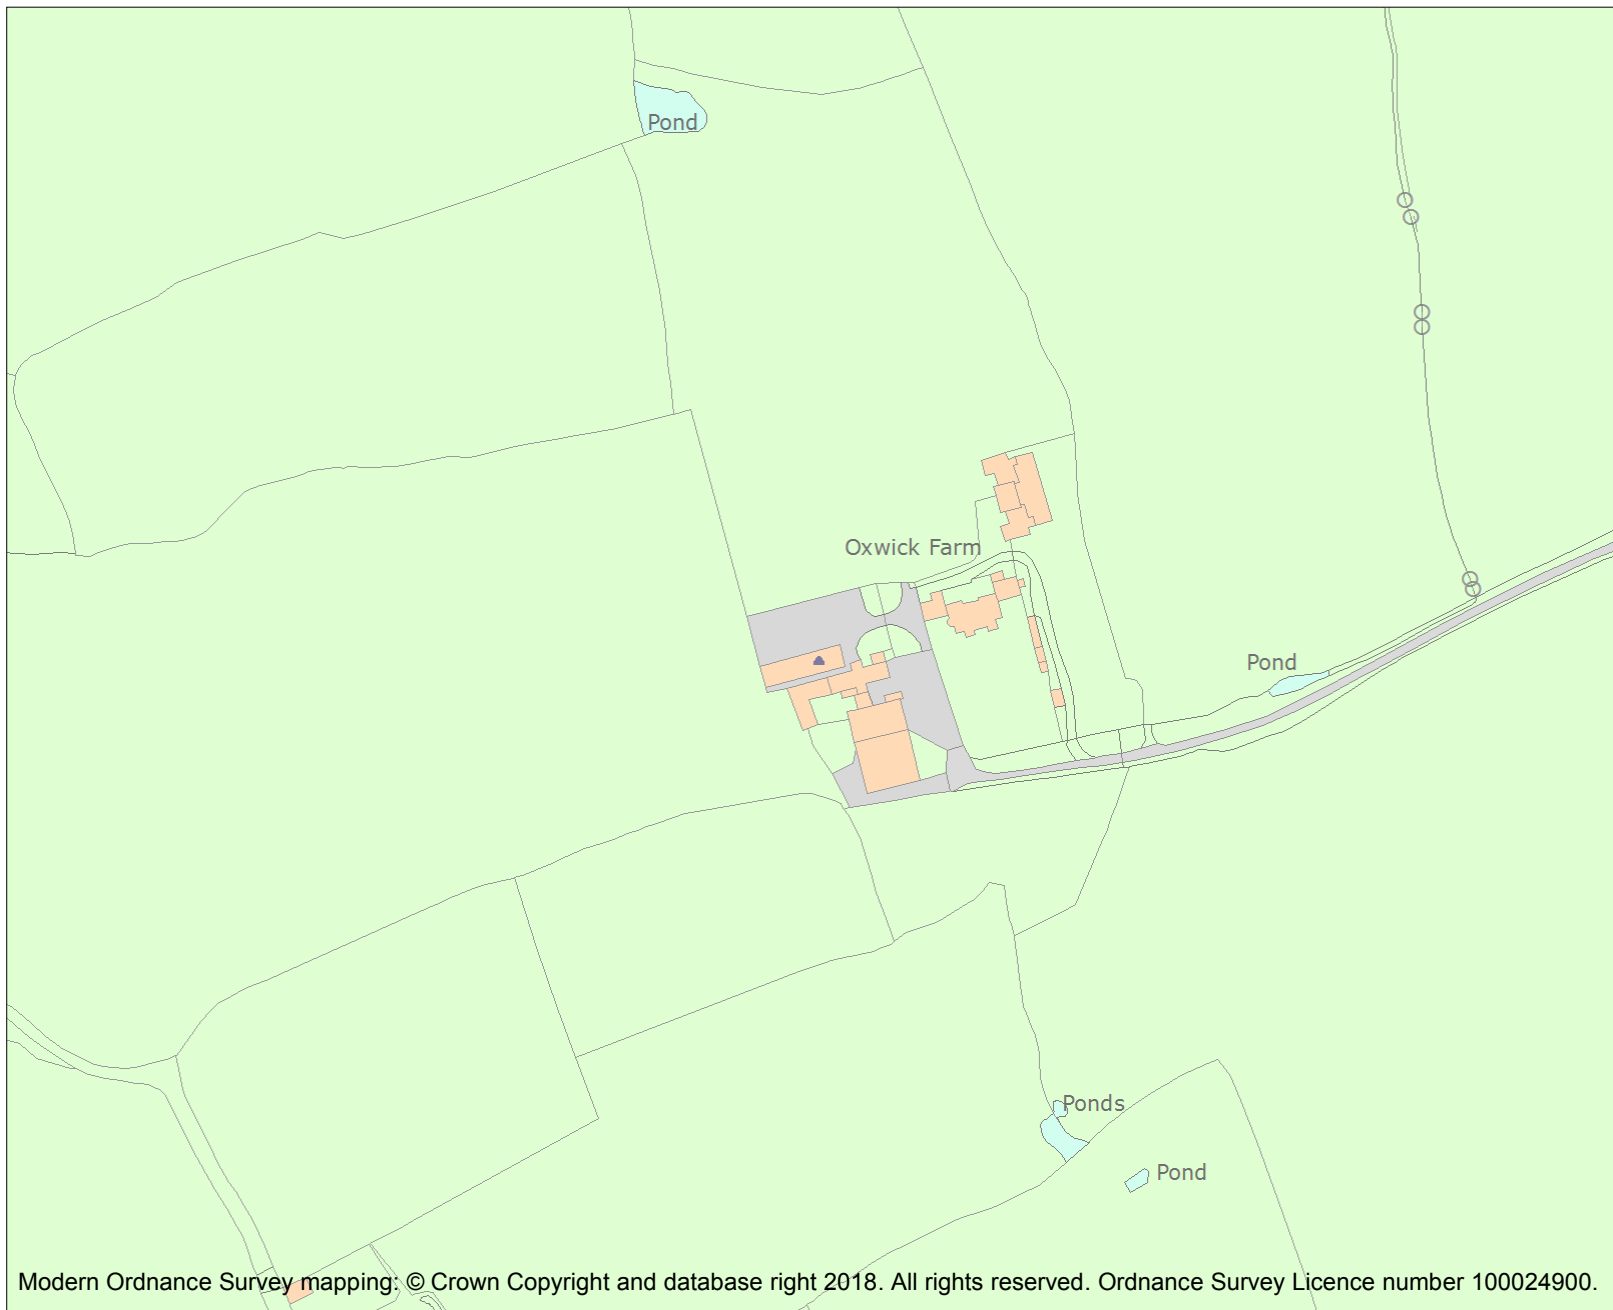 Pond
Oxwick Farm
Pond
Ponds
Pond
Modern Ordnance Survey mapping: © Crown Copyright and database right 2018. All rights reserved. Ordnance Survey Licence number 100024900.